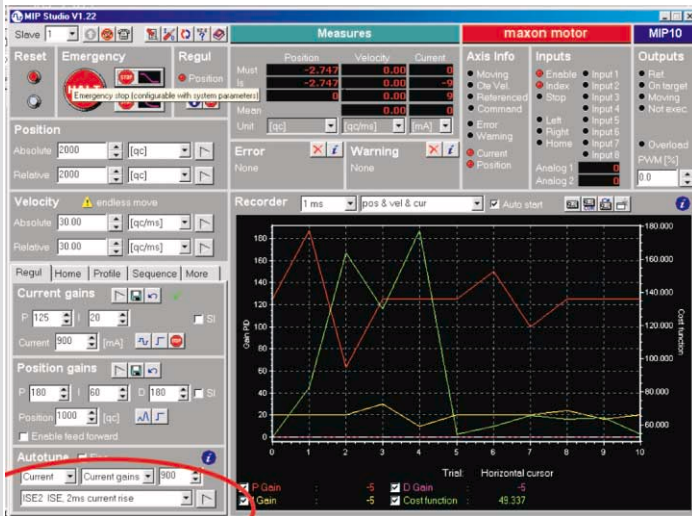 MIP Studio V1.22
Slave 1
Measures
maxon motor
MIP10
Reset
Emergency
Regul
Position
HALT
STOP
Emergency stop (configurable with system parameters)
Position Velocity Current
Must -2.747 0.00 0
Is -2.747 0.00 -9
0 0.00 9
Mean 0.00 0
Unit [qc] [qc/ms] [mA]
Axis Info
Moving
Cte Vel.
Referenced
Command
Error
Warning
Current
Position
Inputs
Enable Input 1
Index Input 2
Stop Input 3
Input 4
Left Input 5
Right Input 6
Home Input 7
Input 8
Analog 1 0
Analog 2 0
Outputs
Ref.
On target
Moving
Not exec
Overload
PWM [%]
0.0
Position
Absolute 2000 [qc]
Relative 2000 [qc]
Error
None
Warning
None
Velocity endless move
Absolute 30.00 [qc/ms]
Relative 30.00 [qc/ms]
Recorder 1 ms pos & vel & cur Auto start
Regul Home Profile Sequence More
Current gains
P 125 I 20 SI
Current 900 [mA]
STOP
Position gains
P 180 I 60 D 180 SI
Position 1000 [qc]
Enable feed forward
Autotune
Current Current gains 900
ISE2 ISE, 2ms current rise
Gain PID
180
160
140
120
100
80
60
40
20
0
0 1 2 3 4 5 6 7 8 9 10
180.000
160.000
140.000
120.000
100.000
80.000
60.000
Cost function
Trial: Horizontal cursor
P Gain : -5 D Gain : -5
I Gain : -5 Cost function : 49.337